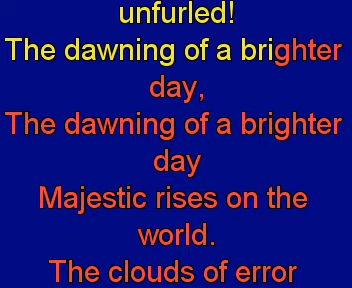 unfurled!
The dawning of a brighter
day,
The dawning of a brighter
day
Majestic rises on the
world.
The clouds of error